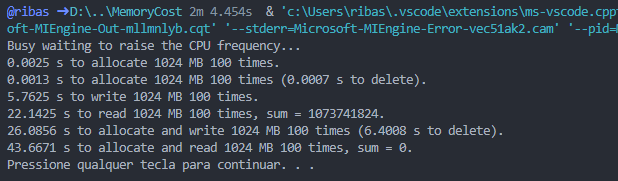 @ribas ➜D:\..\MemoryCost 2m 4.454s & 'c:\Users\ribas\.vscode\extensions\ms-vscode.cppt
oft-MIEngine-Out-mllmnlyb.cqt' '--stderr=Microsoft-MIEngine-Error-vec51ak2.cam' '--pid=M
Busy waiting to raise the CPU frequency...
0.0025 s to allocate 1024 MB 100 times.
0.0013 s to allocate 1024 MB 100 times (0.0007 s to delete).
5.7625 s to write 1024 MB 100 times.
22.1425 s to read 1024 MB 100 times, sum = 1073741824.
26.0856 s to allocate and write 1024 MB 100 times (6.4008 s to delete).
43.6671 s to allocate and read 1024 MB 100 times, sum = 0.
Pressione qualquer tecla para continuar. . .